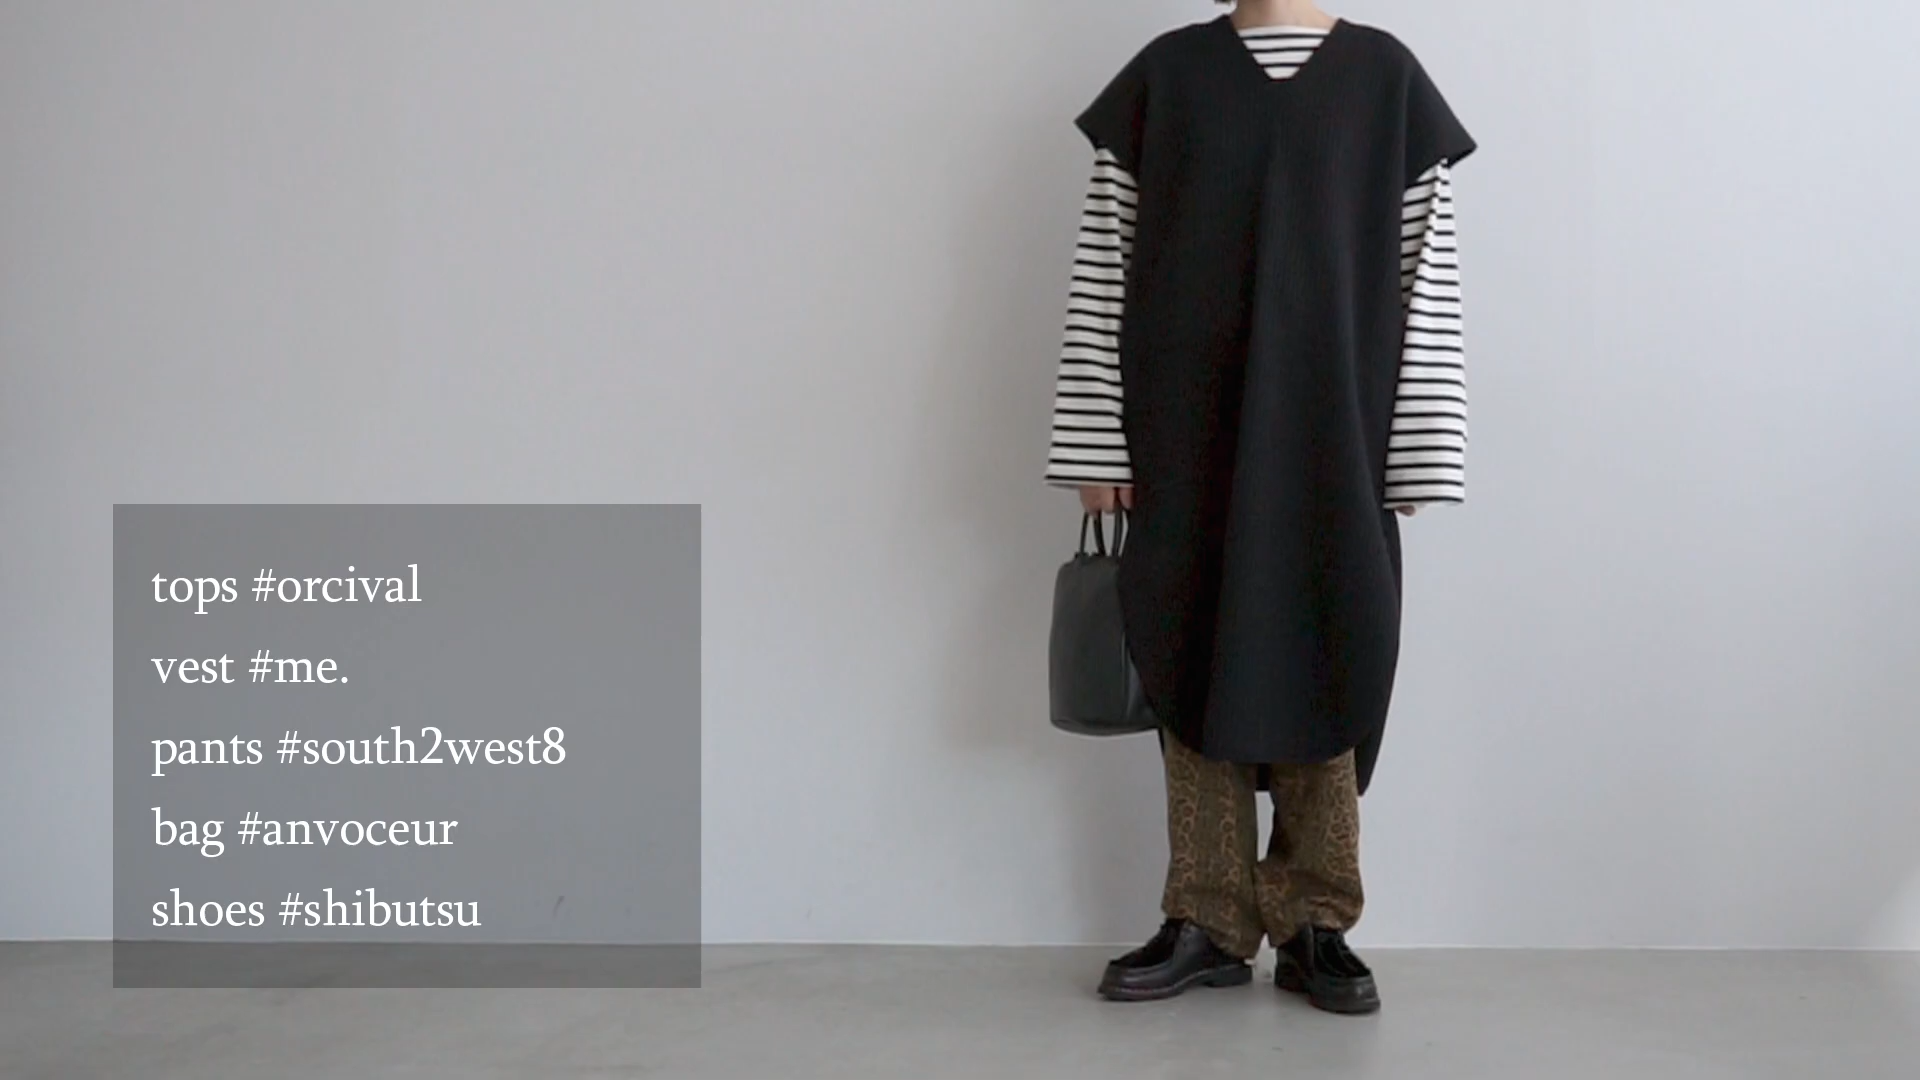 tops #orcival
vest #me.
pants #south2west8
bag #anvoceur
shoes #shibutsu